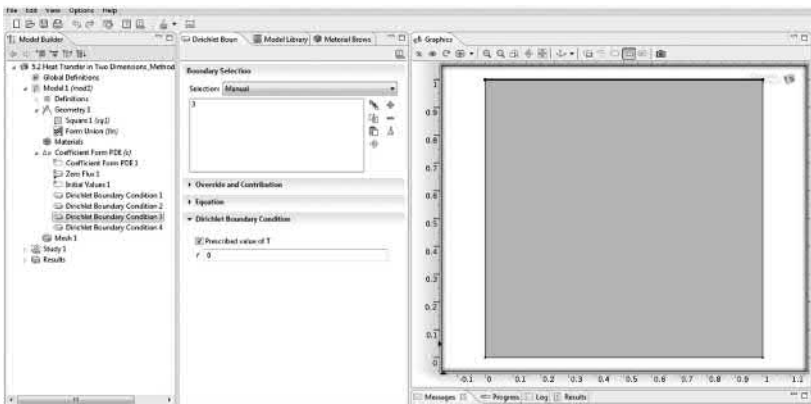 File Edit View Options Help
Model Builder
5.2 Heat Transfer in Two Dimensions_Method
Global Definitions
Model 1 (mod1)
Definitions
Geometry 1
Square 1 (sq1)
Form Union (fin)
Materials
Coefficient Form PDE (c)
Coefficient Form PDE 1
Zero Flux 1
Initial Values 1
Dirichlet Boundary Condition 1
Dirichlet Boundary Condition 2
Dirichlet Boundary Condition 3
Dirichlet Boundary Condition 4
Mesh 1
Study 1
Results
Dirichlet Boun
Model Library
Material Brows
Boundary Selection
Selection: Manual
3
Override and Contribution
Equation
Dirichlet Boundary Condition
Prescribed value of T
r 0
Graphics
1
0.9
0.8
0.7
0.6
0.5
0.4
0.3
0.2
0.1
0
-0.1 0 0.1 0.2 0.3 0.4 0.5 0.6 0.7 0.8 0.9 1 1.1
Messages Progress Log Results